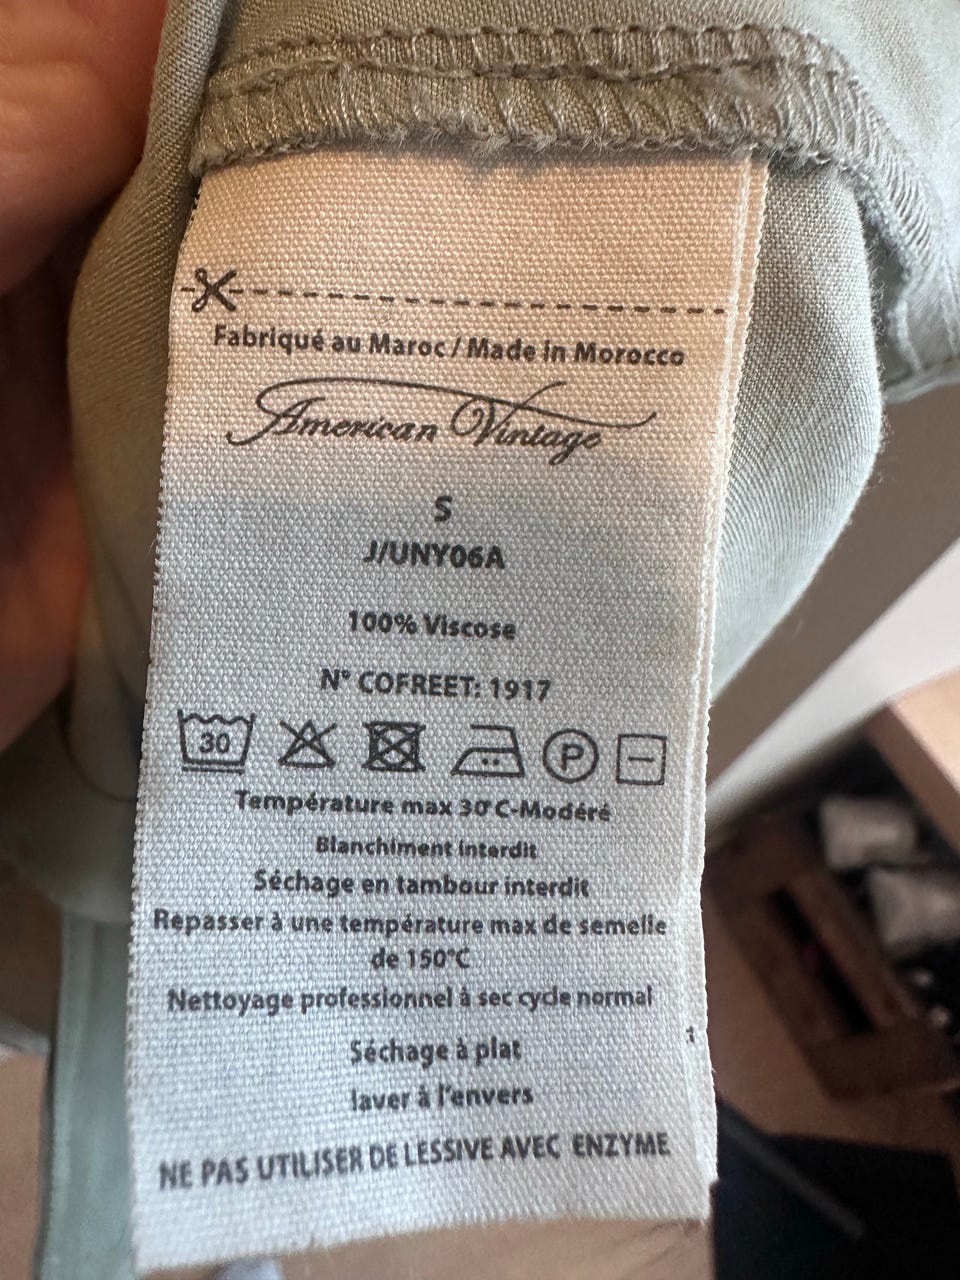 Fabriqué au Maroc / Made in Morocco
American Vintage
S
J/UNY06A
100% Viscose
N° COFREET: 1917
30 P
Température max 30°C-Modéré
Blanchiment interdit
Séchage en tambour interdit
Repasser à une température max de semelle
de 150°C
Nettoyage professionnel à sec cycle normal
Séchage à plat
laver à l'envers
NE PAS UTILISER DE LESSIVE AVEC ENZYME